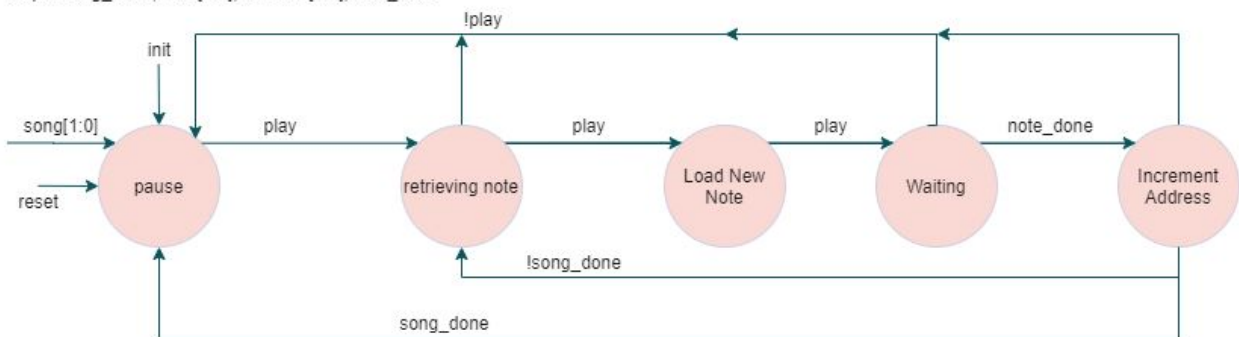 !play
init
song[1:0]
play
play
play
note_done
pause
retrieving note
Load New
Note
Waiting
Increment
Address
reset
!song_done
song_done